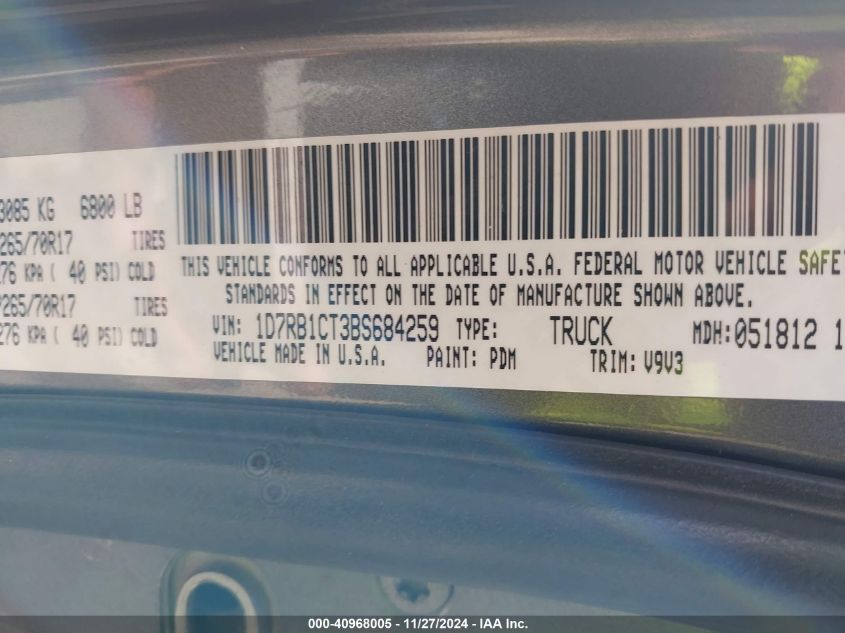 3085 KG 6800 LB
265/70R17 TIRES
276 KPA ( 40 PSI) COLD
P265/70R17 TIRES
276 KPA ( 40 PSI) COLD
THIS VEHICLE CONFORMS TO ALL APPLICABLE U.S.A. FEDERAL MOTOR VEHICLE SAFE
STANDARDS IN EFFECT ON THE DATE OF MANUFACTURE SHOWN ABOVE.
VIN: 1D7RB1CT3BS684259 TYPE: TRUCK MDH:051812 1
VEHICLE MADE IN U.S.A. PAINT: PDM TRIM: V9V3
000-40968005 - 11/27/2024 - IAA Inc.